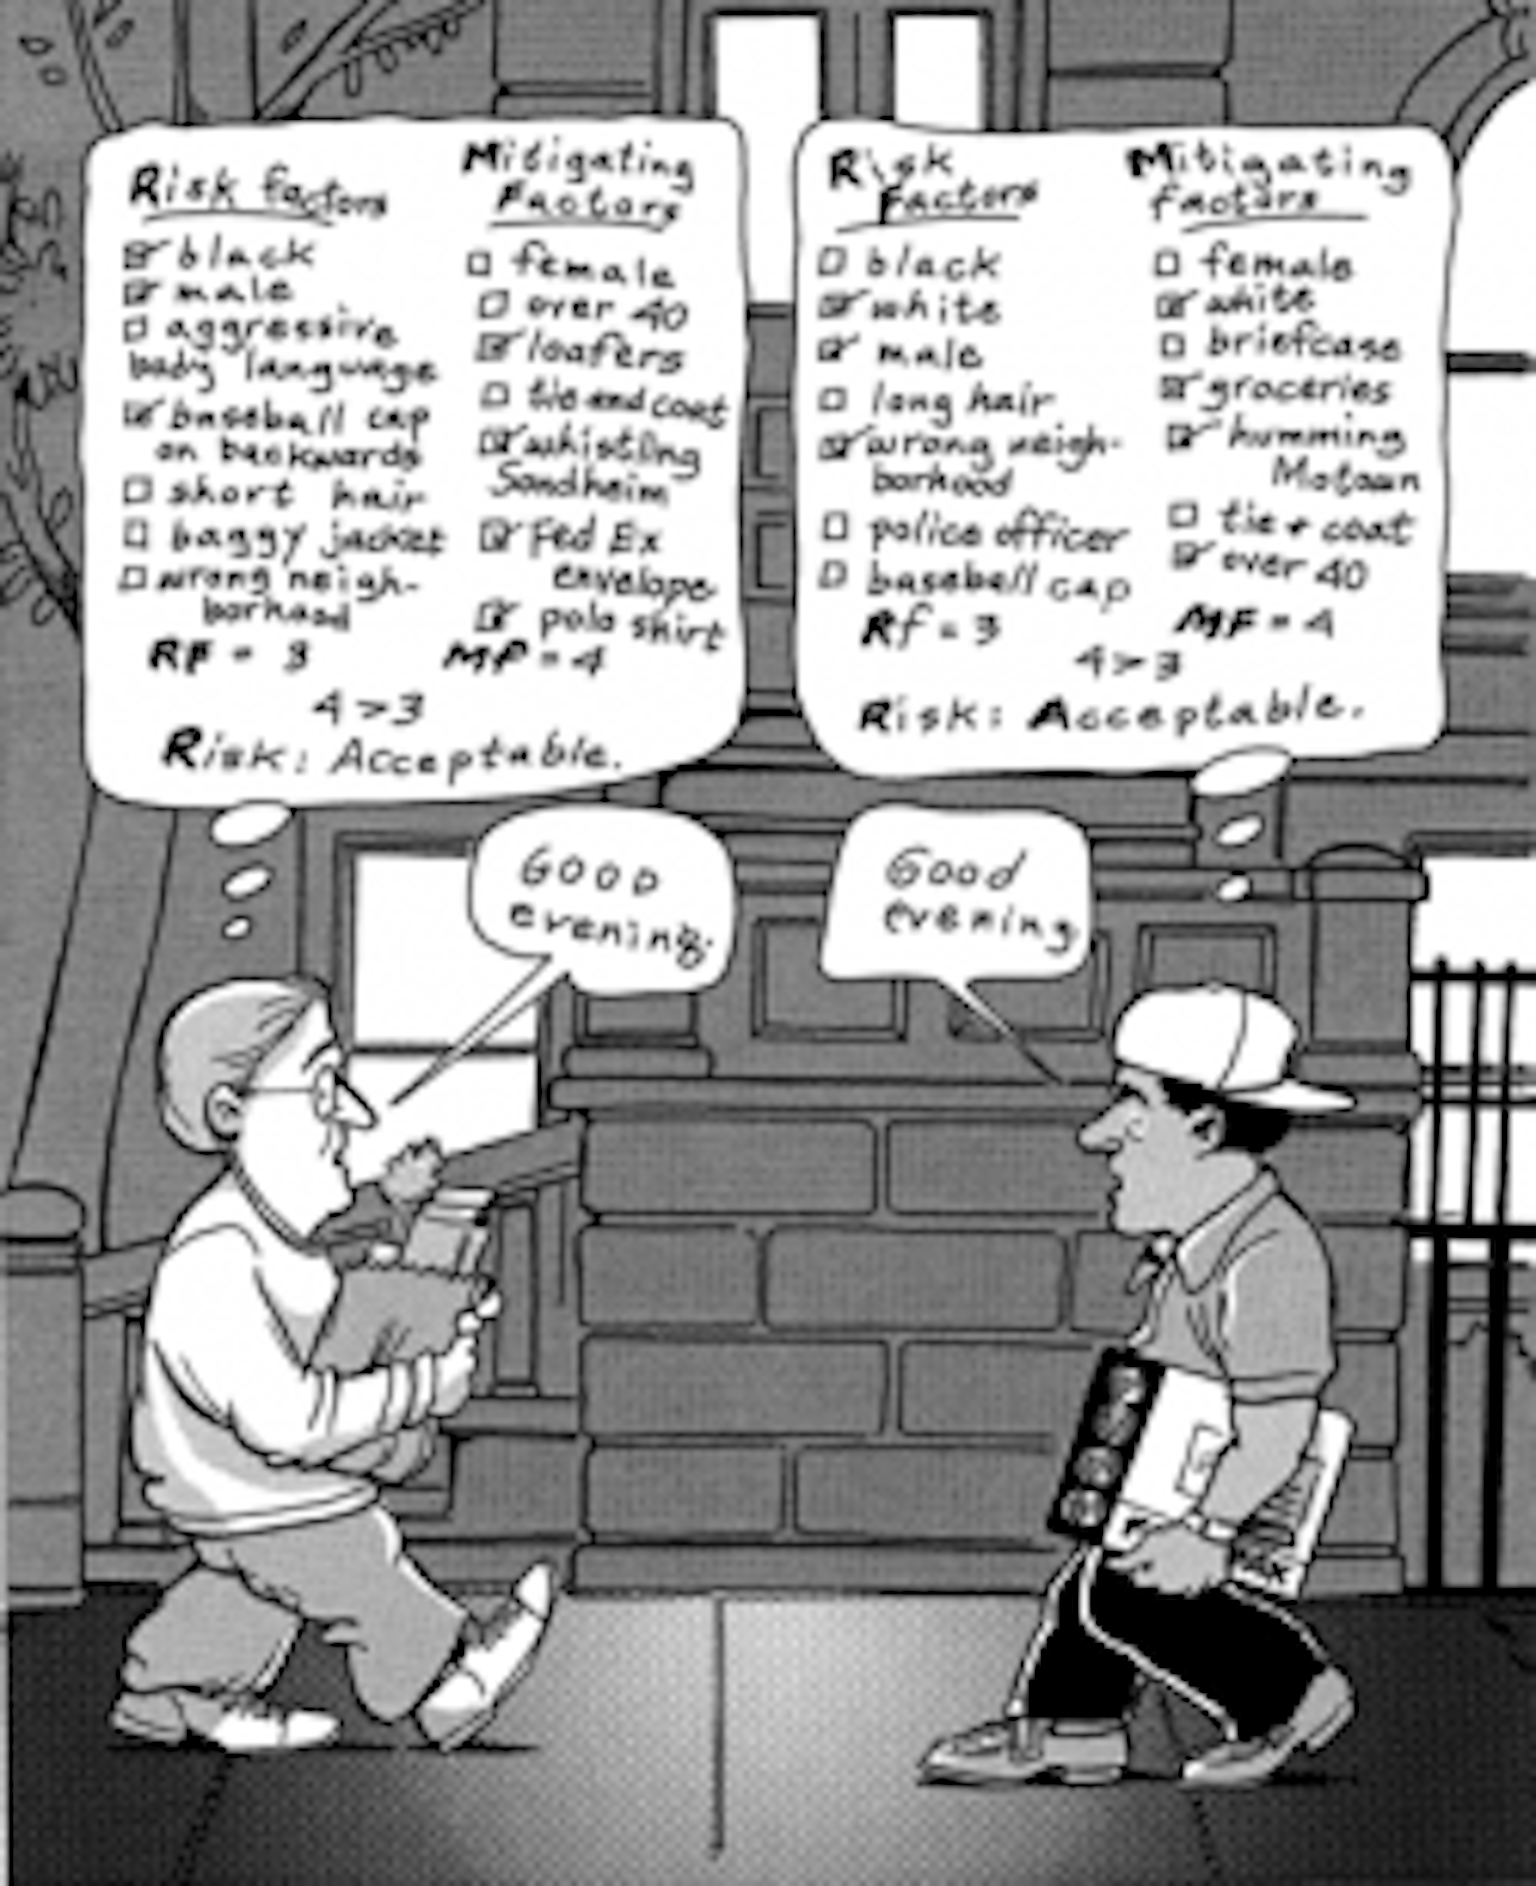 Risk factors
☑ black
☑ male
☐ aggressive
body language
☑ baseball cap
on backwards
☐ short hair
☐ baggy jacket
☐ wrong neigh-
borhood
RF = 3
Mitigating
Factors
☐ female
☐ over 40
☑ loafers
☐ tie and coat
☑ whistling
Sondheim
☑ Fed Ex
envelope
☑ polo shirt
MF = 4
4 > 3
Risk: Acceptable.
Risk
Factors
☐ black
☑ white
☑ male
☐ long hair
☑ wrong neigh-
borhood
☐ police officer
☐ baseball cap
Rf = 3
Mitigating
factors
☐ female
☑ white
☐ briefcase
☑ groceries
☑ humming
Motown
☐ tie + coat
☑ over 40
MF = 4
4 > 3
Risk: Acceptable.
GOOD
evening.
Good
evening